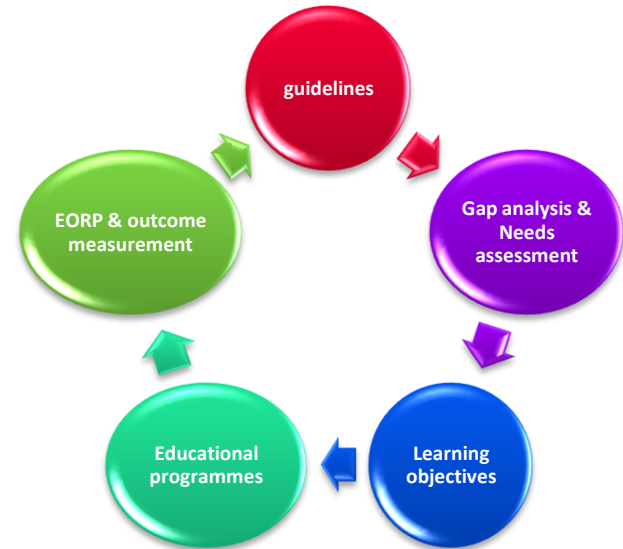 guidelines
Gap analysis &
Needs
assessment
Learning
objectives
Educational
programmes
EORP & outcome
measurement